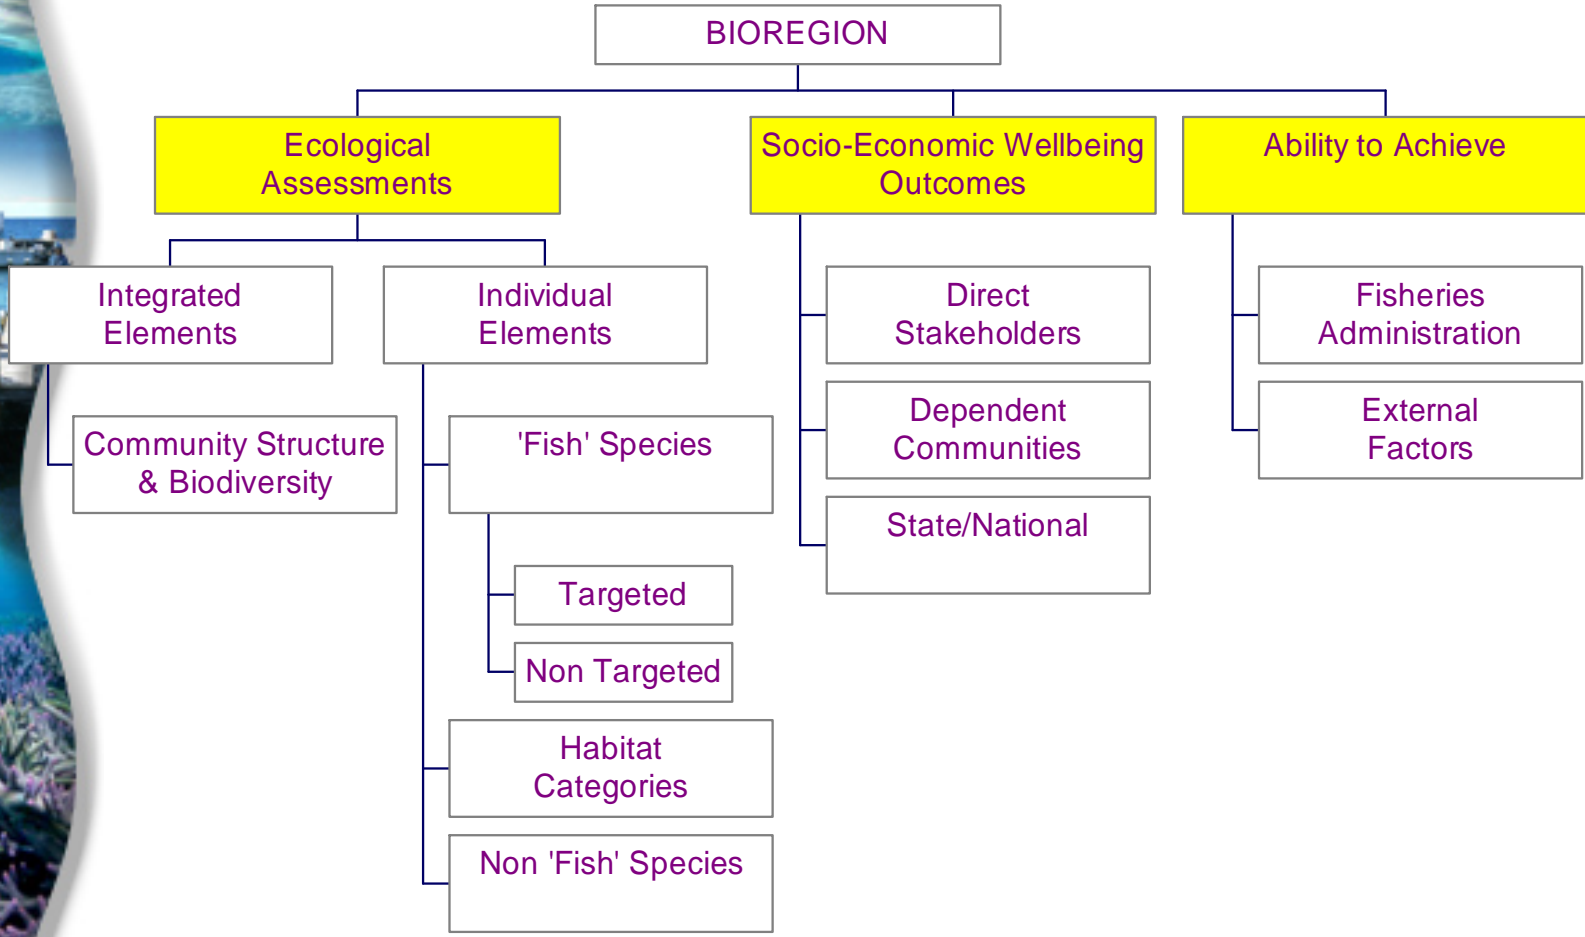 BIOREGION
Ecological
Assessments
Socio-Economic Wellbeing
Outcomes
Ability to Achieve
Integrated
Elements
Individual
Elements
Direct
Stakeholders
Fisheries
Administration
Community Structure
& Biodiversity
'Fish' Species
Dependent
Communities
External
Factors
State/National
Targeted
Non Targeted
Habitat
Categories
Non 'Fish' Species